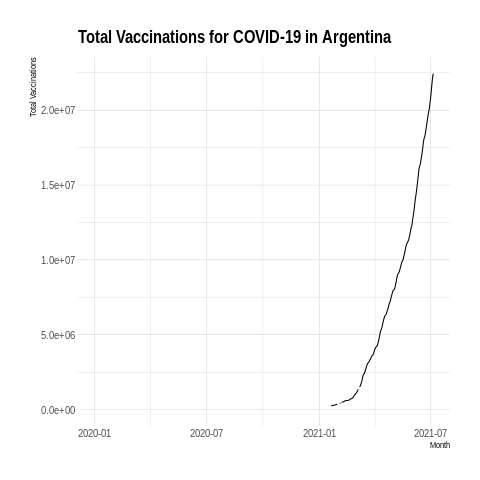 Total Vaccinations for COVID-19 in Argentina
Total Vaccinations
2.0e+07
1.5e+07
1.0e+07
5.0e+06
0.0e+00
2020-01 2020-07 2021-01 2021-07
Month